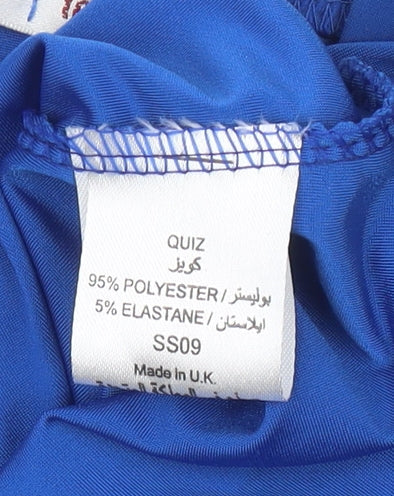 QUIZ
كويز
95% POLYESTER / بوليستر
5% ELASTANE / ايلاستان
SS09
Made in U.K.